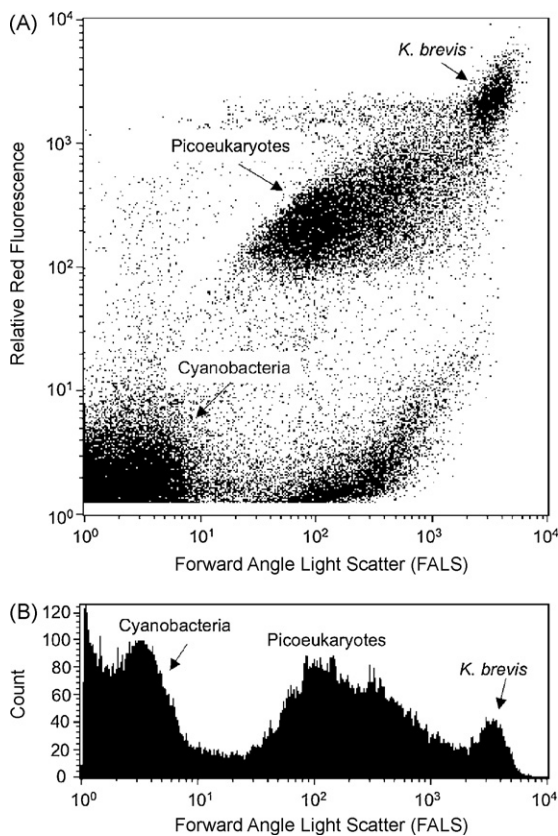 (A)
10⁴
10³
10²
10¹
10⁰
Relative Red Fluorescence
K. brevis
Picoeukaryotes
Cyanobacteria
10⁰ 10¹ 10² 10³ 10⁴
Forward Angle Light Scatter (FALS)
(B)
120
100
80
60
40
20
0
Count
Cyanobacteria
Picoeukaryotes
K. brevis
10⁰ 10¹ 10² 10³ 10⁴
Forward Angle Light Scatter (FALS)